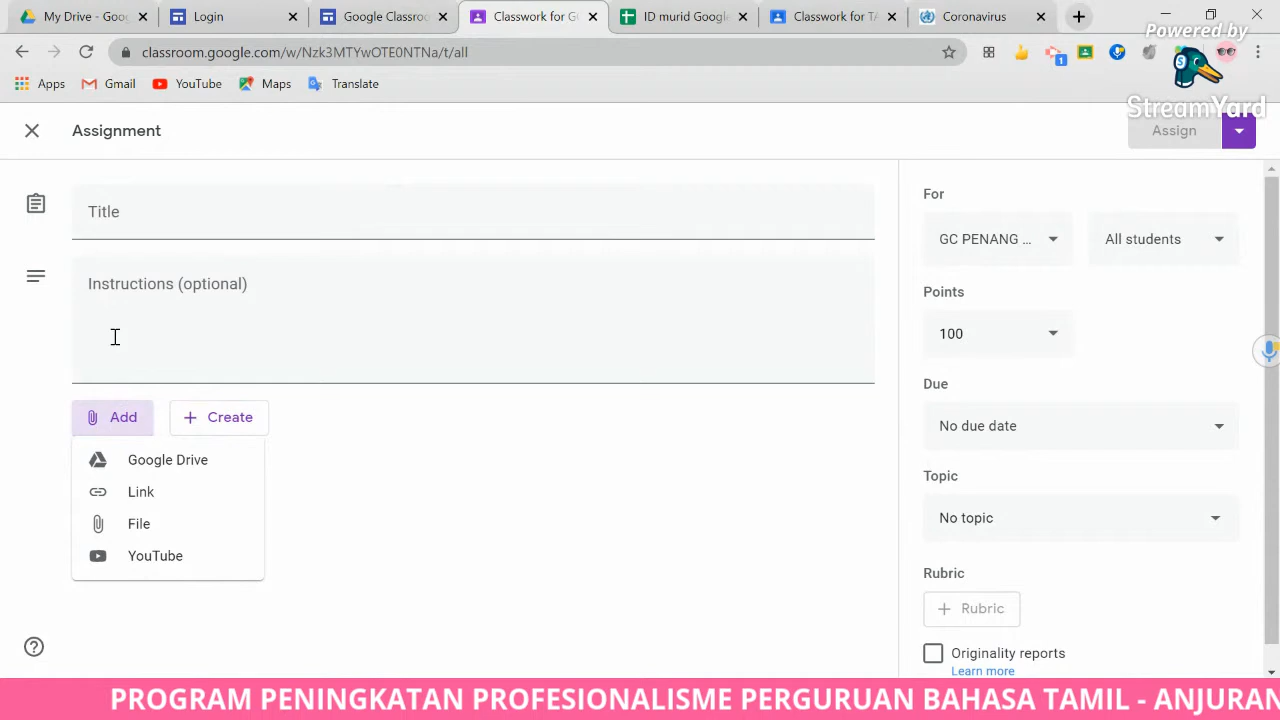 My Drive - Goo
Login
Google Classroo
Classwork for G
ID murid Google
Classwork for TA
Coronavirus
classroom.google.com/w/Nzk3MTYwOTE0NTNa/t/all
Powered by
StreamYard
Apps
Gmail
YouTube
Maps
Translate
Assignment
Assign
Title
Instructions (optional)
Add
Create
Google Drive
Link
File
YouTube
For
GC PENANG ...
All students
Points
100
Due
No due date
Topic
No topic
Rubric
Rubric
Originality reports
Learn more
PROGRAM PENINGKATAN PROFESIONALISME PERGURUAN BAHASA TAMIL - ANJURAN